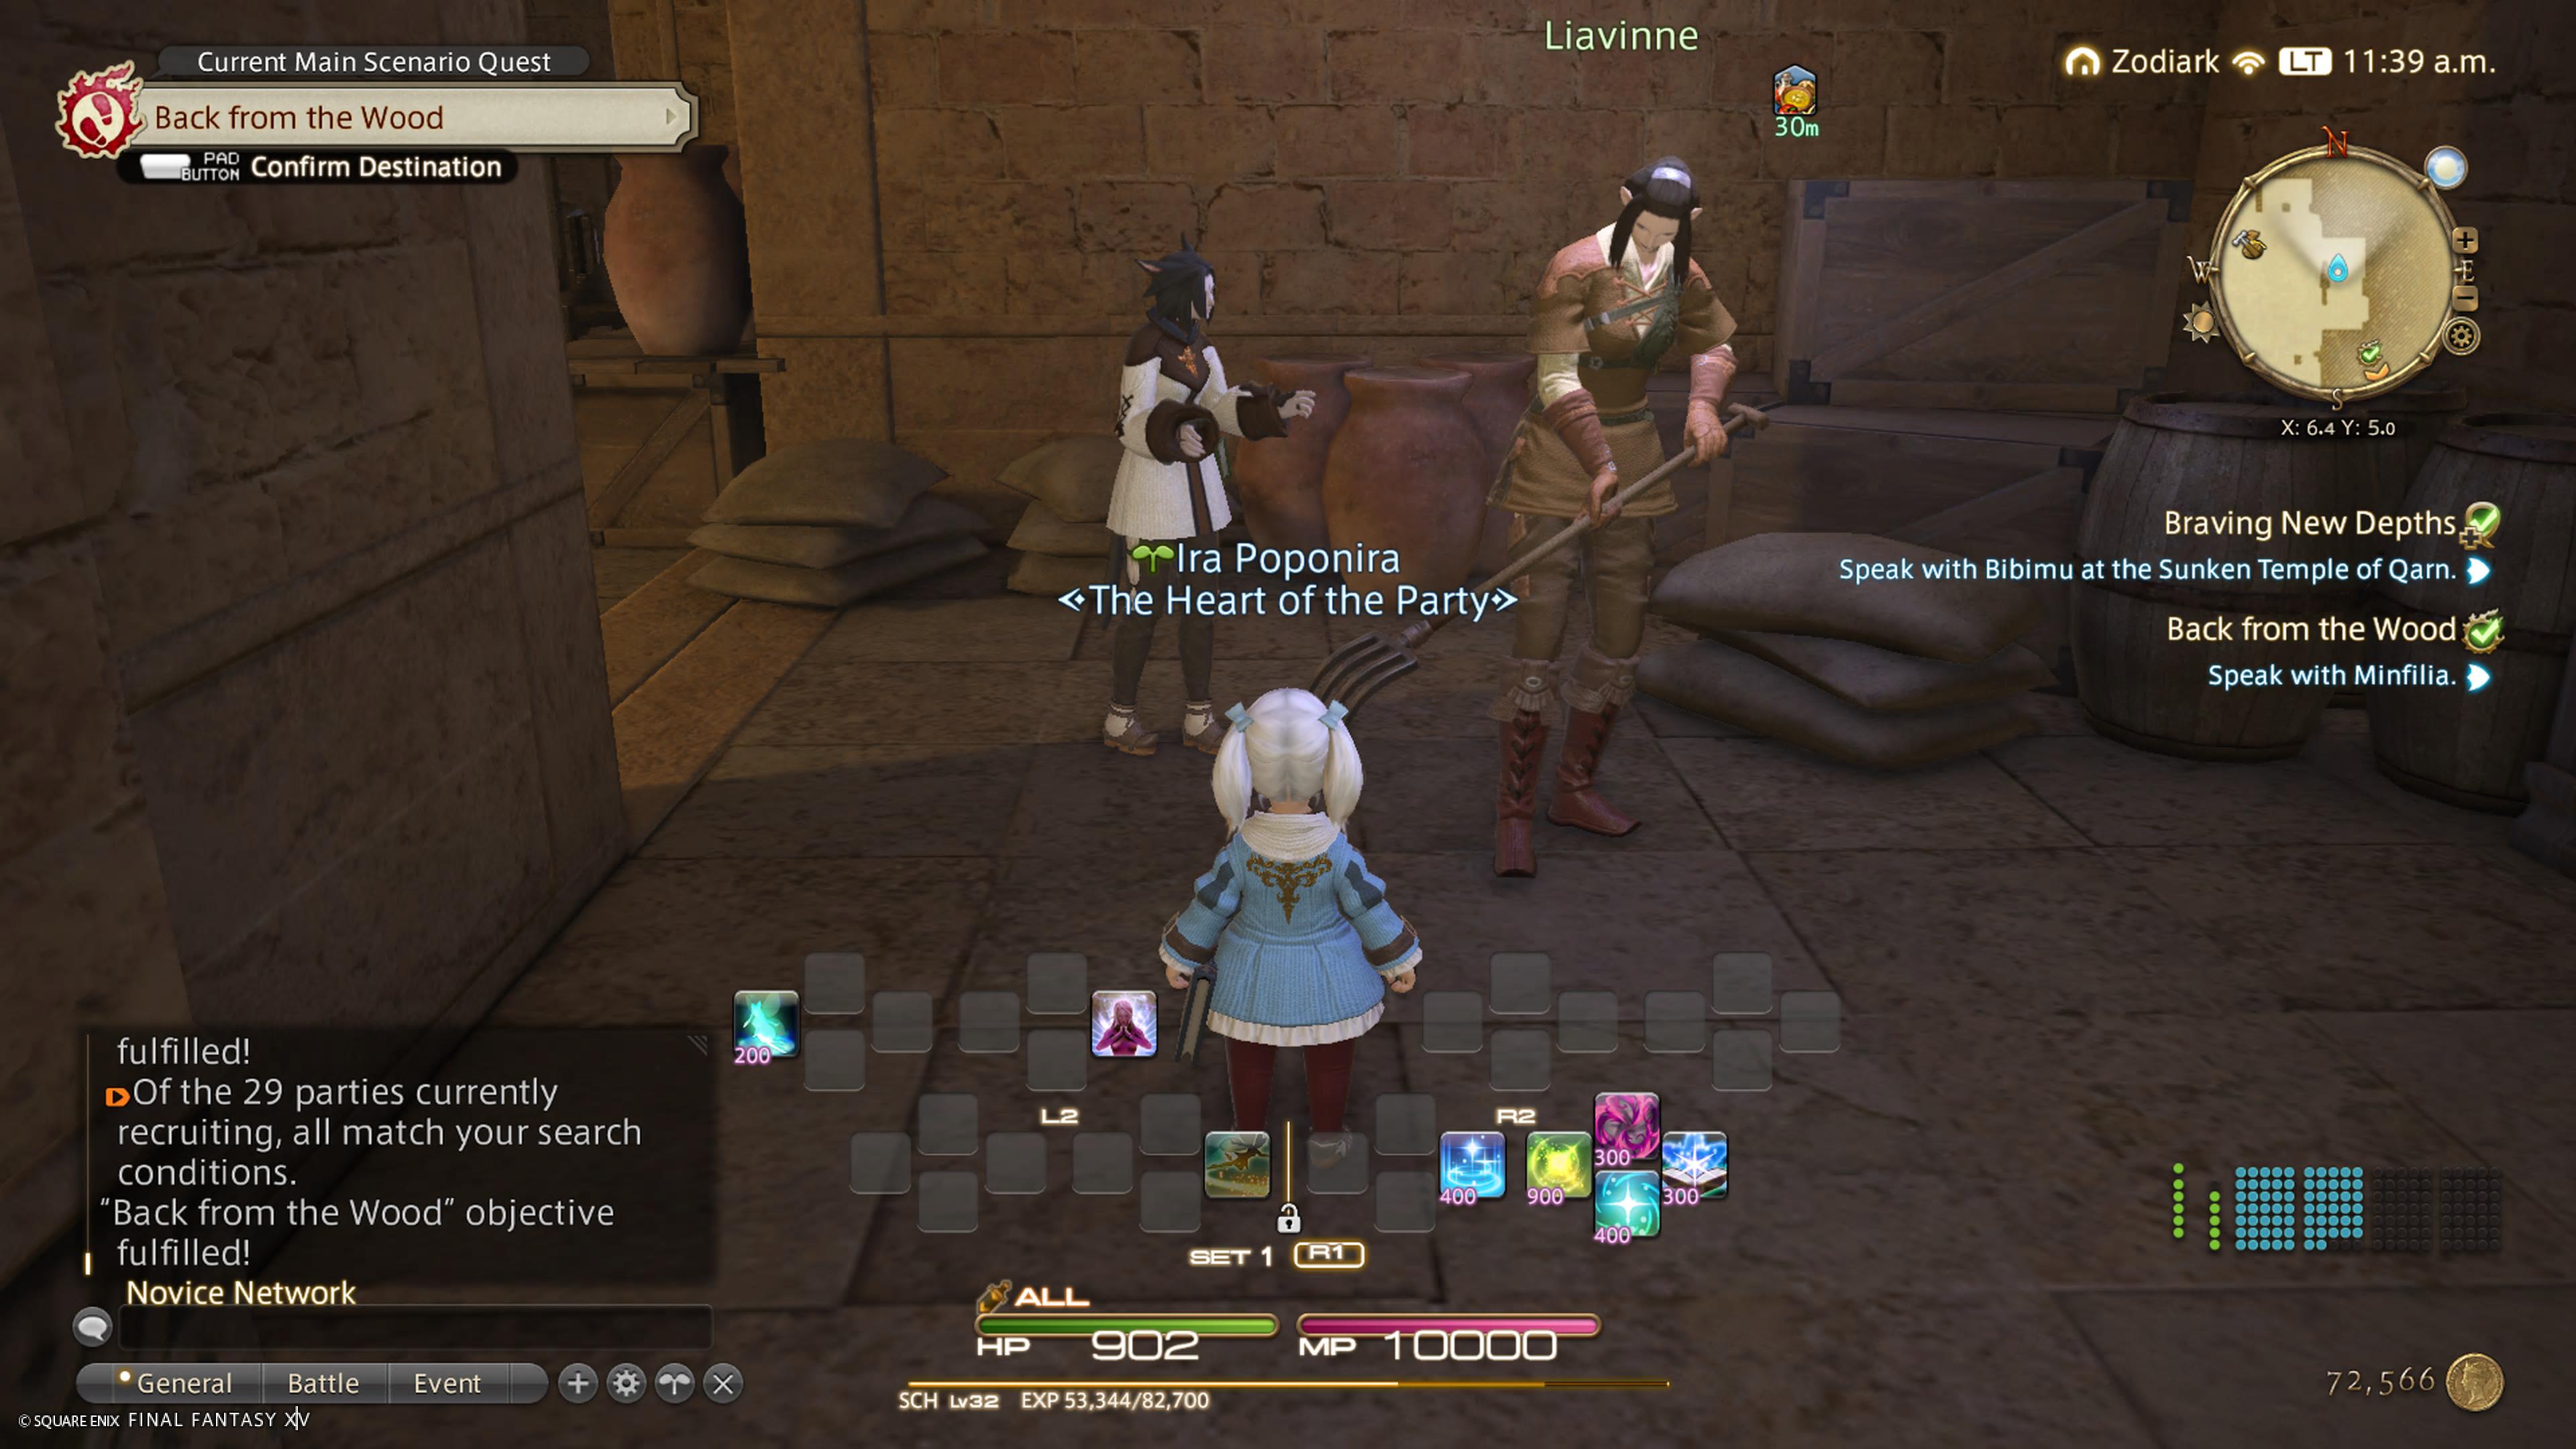 Liavinne
Current Main Scenario Quest
Back from the Wood
PAD BUTTON Confirm Destination
30m
Zodiark LT 11:39 a.m.
N
W
E
S
X: 6.4 Y: 5.0
Braving New Depths
Speak with Bibimu at the Sunken Temple of Qarn.
Back from the Wood
Speak with Minfilia.
Ira Poponira
The Heart of the Party
200
L2
R2
400
900
300
300
400
SET 1 R1
fulfilled!
Of the 29 parties currently
recruiting, all match your search
conditions.
“Back from the Wood” objective
fulfilled!
Novice Network
General Battle Event
ALL
HP 902 MP 10000
SCH Lv32 EXP 53,344/82,700
72,566
© SQUARE ENIX FINAL FANTASY XIV